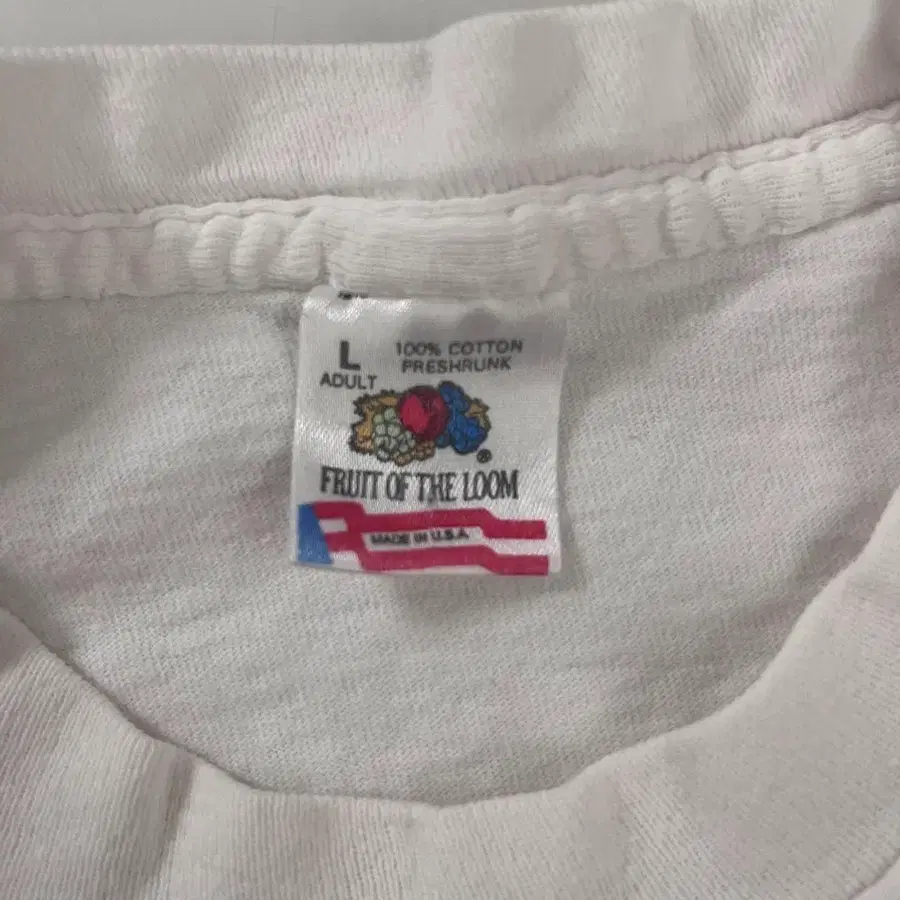 L
100% COTTON
PRESHRUNK
ADULT
®
FRUIT OF THE LOOM
MADE IN U.S.A.